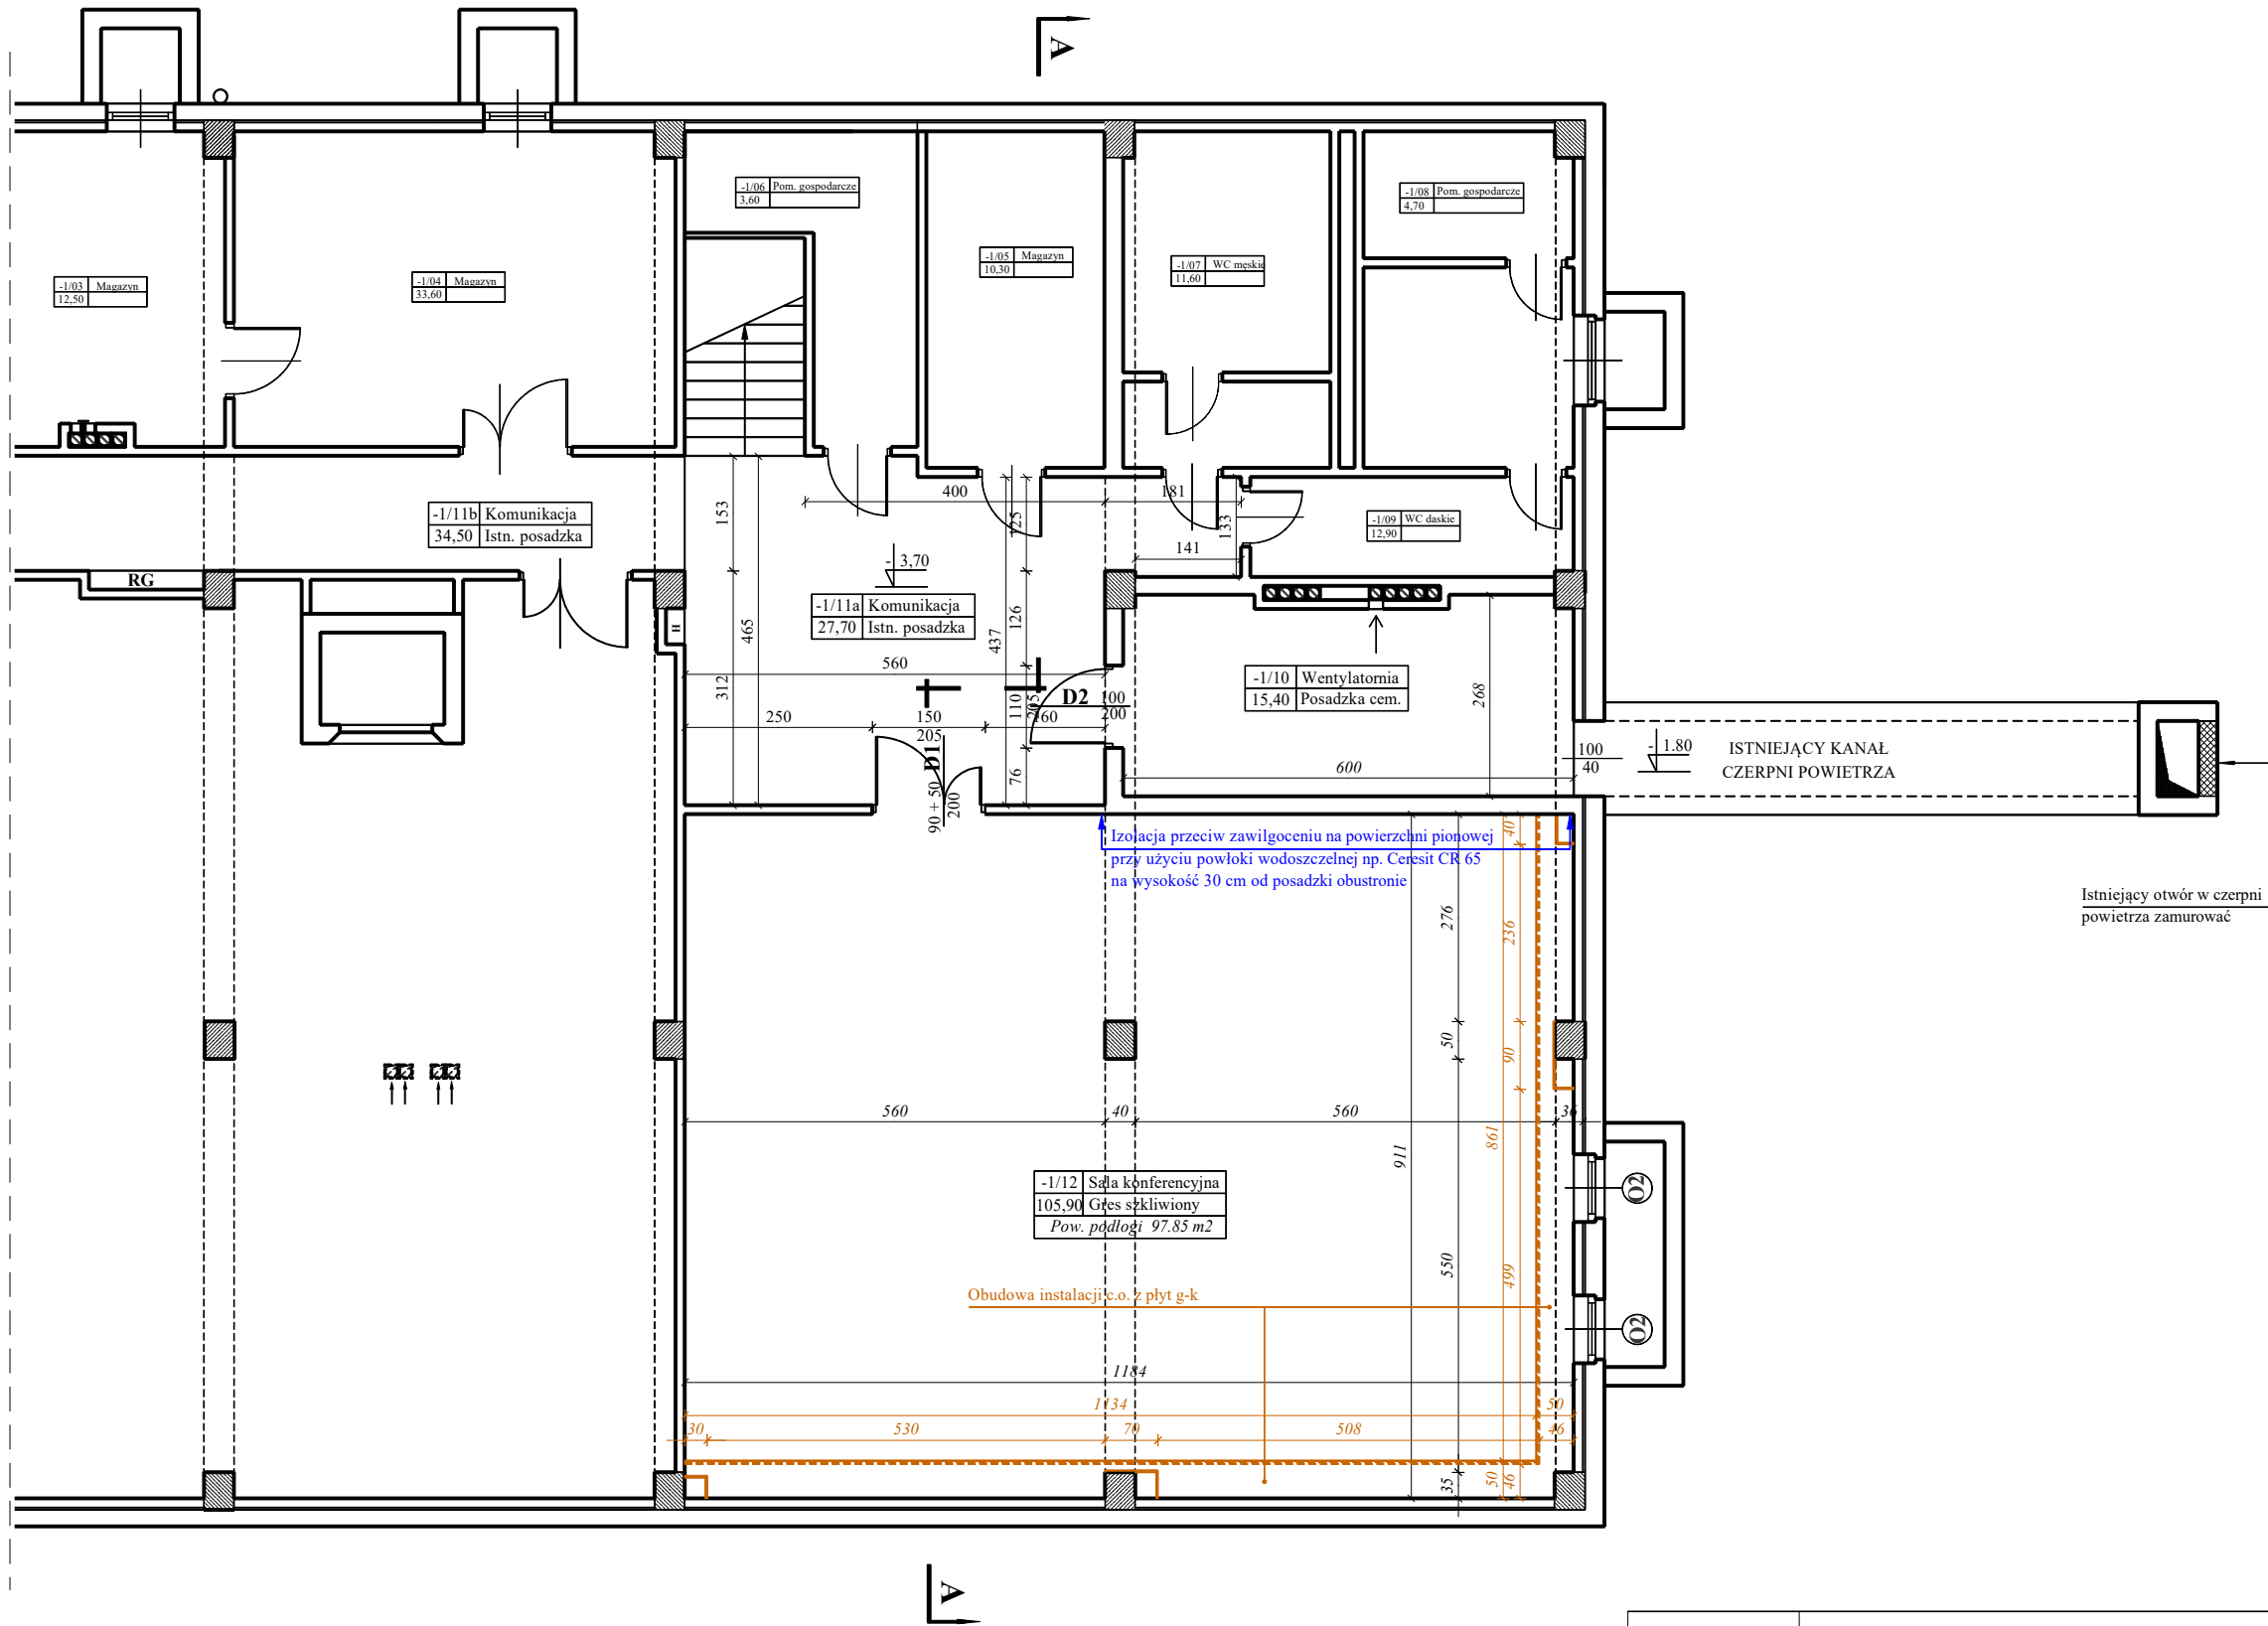 A
-1/06 Pom. gospodarcze
3,60
-1/08 Pom. gospodarcze
4,70
-1/03 Magazyn
12,50
-1/04 Magazyn
33,60
-1/05 Magazyn
10,30
-1/07 WC męskie
11,60
-1/11b Komunikacja
34,50 Istn. posadzka
400
181
153
125
133
-1/09 WC daskie
12,90
141
- 3,70
RG
-1/11a Komunikacja
27,70 Istn. posadzka
H
465
126
437
560
312
110
205
D2 100
200
-1/10 Wentylatornia
15,40 Posadzka cem.
268
250
150
160
205
D1
90 + 50
200
76
600
100
40
- 1.80
ISTNIEJĄCY KANAŁ
CZERPNI POWIETRZA
Izolacja przeciw zawilgoceniu na powierzchni pionowej
przy użyciu powłoki wodoszczelnej np. Ceresit CR 65
na wysokość 30 cm od posadzki obustronie
40
276
236
Istniejący otwór w czerpni
powietrza zamurować
50
90
560
40
560
36
911
861
-1/12 Sala konferencyjna
105,90 Gres szkliwiony
Pow. podłogi 97.85 m2
O2
550
499
Obudowa instalacji c.o. z płyt g-k
O2
1184
1134
50
30
530
70
508
46
35
50
46
A